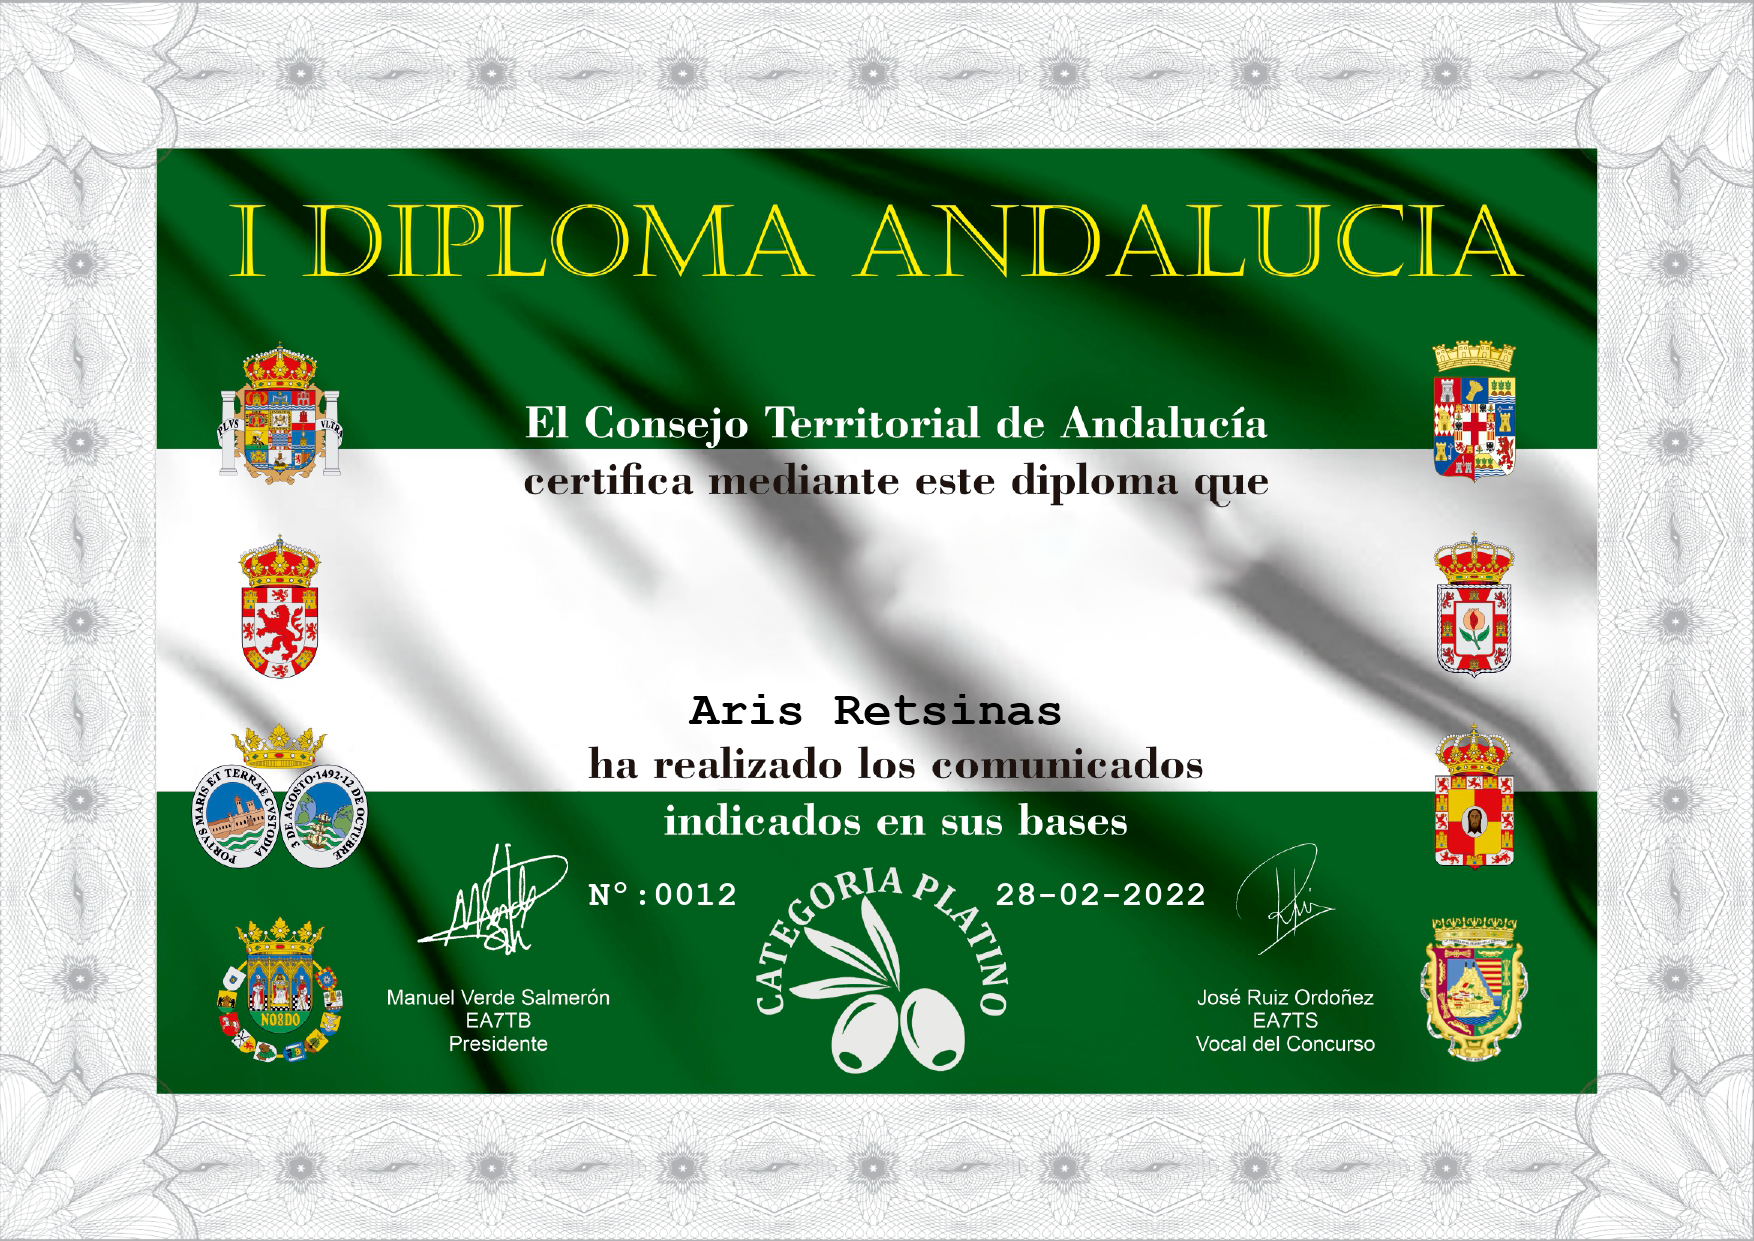 I DIPLOMA ANDALUCIA
El Consejo Territorial de Andalucía
certifica mediante este diploma que
PLVS VLTRA
Aris Retsinas
ha realizado los comunicados
indicados en sus bases
PORTVS MARIS ET TERRAE CVSTODIA
3 DE AGOSTO·1492·12 DE OCTUBRE
Nº:0012
CATEGORIA PLATINO
28-02-2022
NO8DO
Manuel Verde Salmerón
EA7TB
Presidente
José Ruiz Ordoñez
EA7TS
Vocal del Concurso